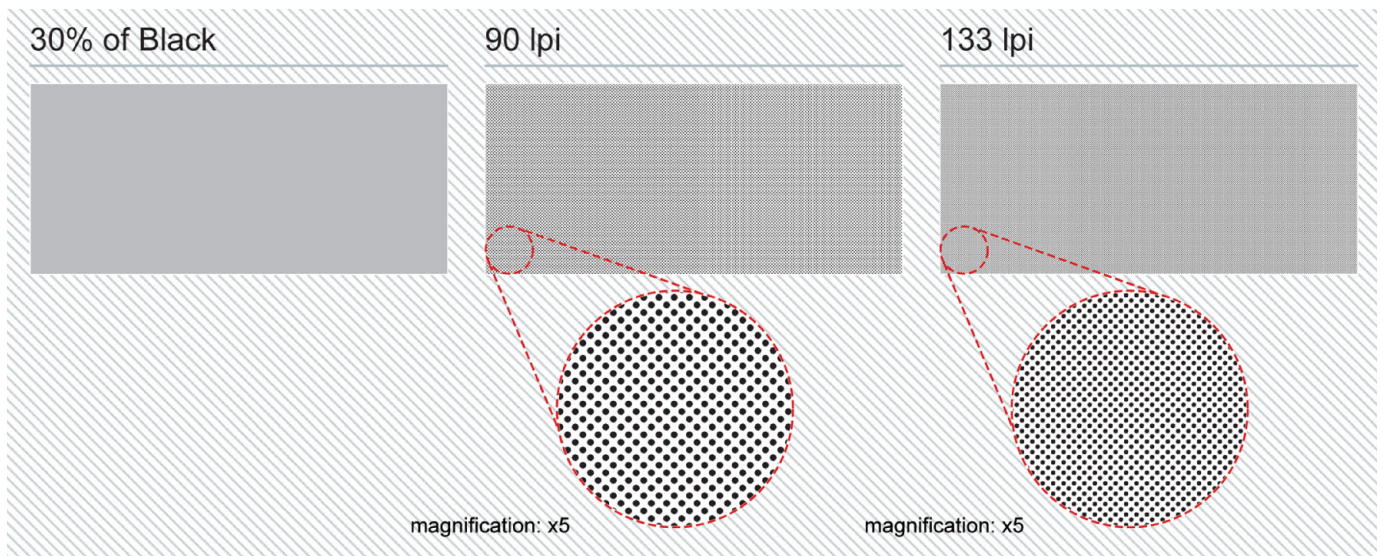 30% of Black
90 lpi
133 lpi
magnification: x5
magnification: x5